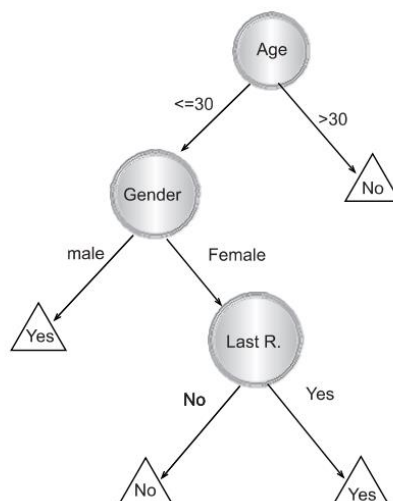 Age
<=30
>30
Gender
No
male
Female
Yes
Last R.
No
Yes
No
Yes